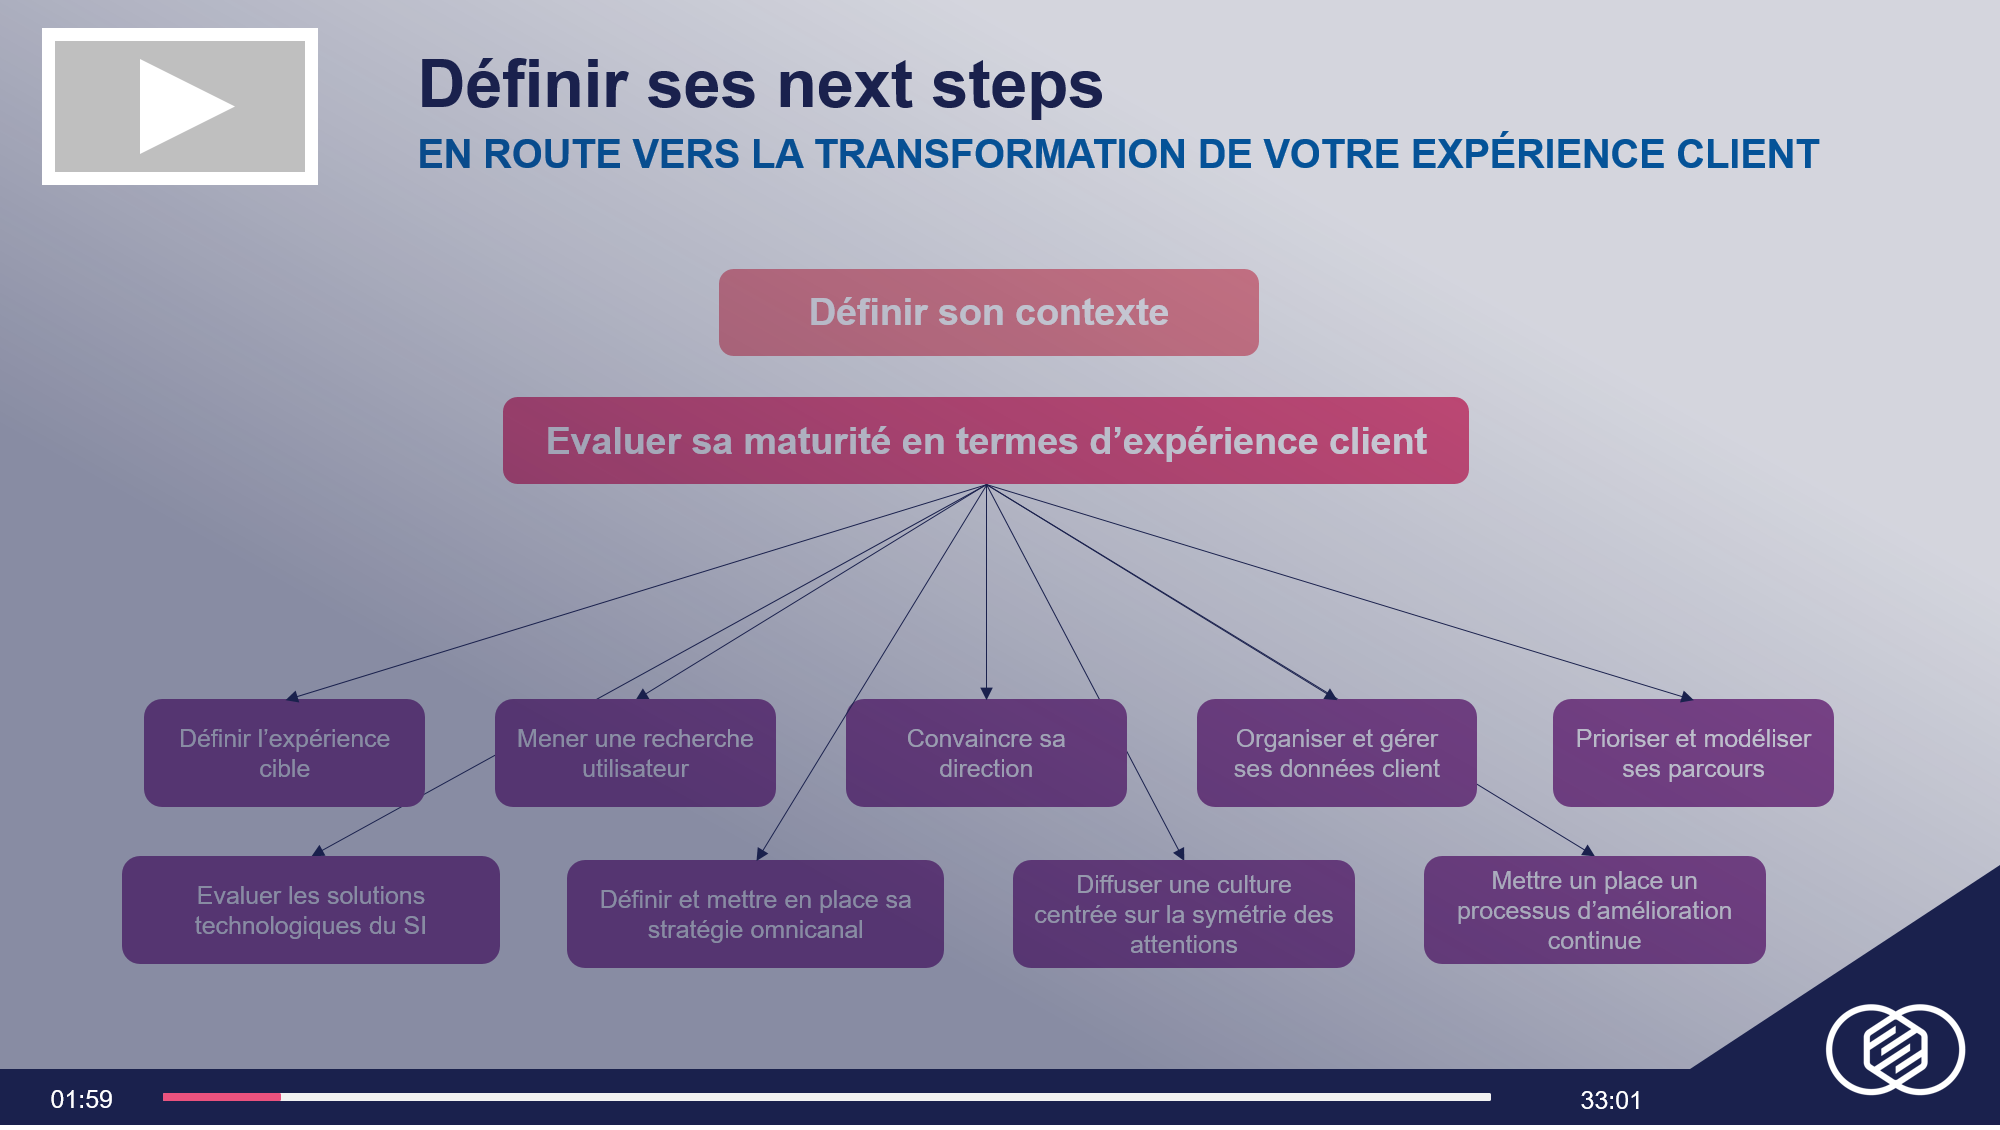 Définir ses next steps
EN ROUTE VERS LA TRANSFORMATION DE VOTRE EXPÉRIENCE CLIENT
Définir son contexte
Evaluer sa maturité en termes d’expérience client
Définir l’expérience
cible
Mener une recherche
utilisateur
Convaincre sa
direction
Organiser et gérer
ses données client
Prioriser et modéliser
ses parcours
Evaluer les solutions
technologiques du SI
Définir et mettre en place sa
stratégie omnicanal
Diffuser une culture
centrée sur la symétrie des
attentions
Mettre un place un
processus d’amélioration
continue
01:59
33:01